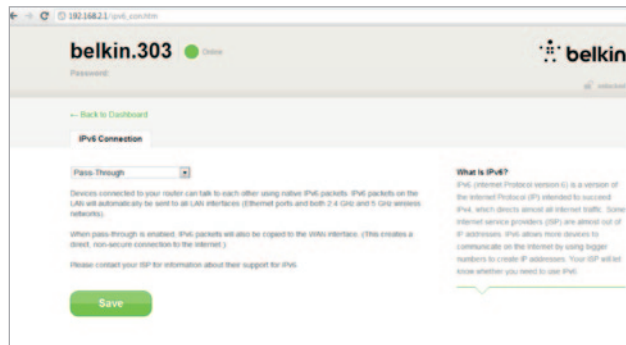 192.168.2.1/ipv6_con.htm
belkin.303 Online
belkin
Password:
unlocked
← Back to Dashboard
IPv6 Connection
Pass-Through
Devices connected to your router can talk to each other using native IPv6 packets. IPv6 packets on the
LAN will automatically be sent to all LAN interfaces (Ethernet ports and both 2.4 GHz and 5 GHz wireless
networks).
When pass-through is enabled, IPv6 packets will also be copied to the WAN interface. (This creates a
direct, non-secure connection to the internet.)
Please contact your ISP for information about their support for IPv6
Save
What is IPv6?
IPv6 (Internet Protocol version 6) is a version of
the Internet Protocol (IP) intended to succeed
IPv4, which directs almost all internet traffic. Some
internet service providers (ISP) are almost out of
IP addresses. IPv6 allows more devices to
communicate on the Internet by using bigger
numbers to create IP addresses. Your ISP will let
know whether you need to use IPv6